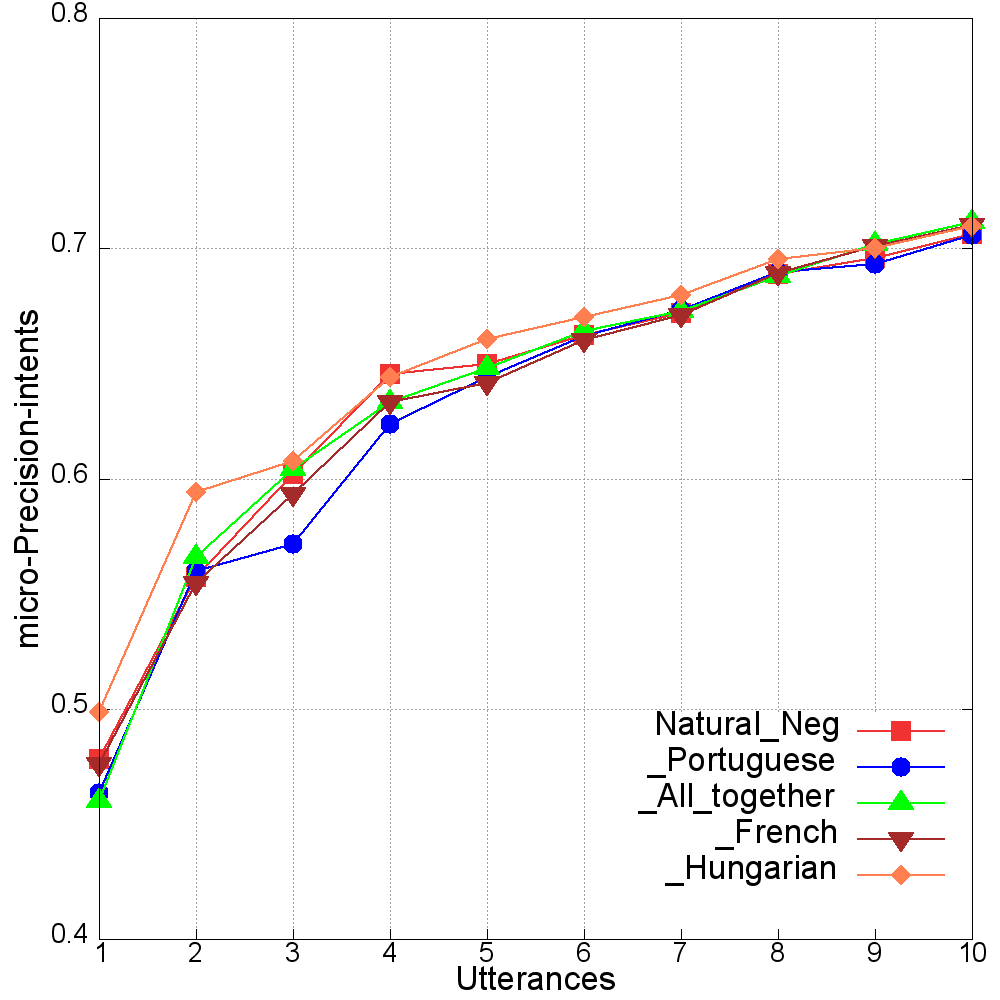 0.8
0.7
0.6
0.5
0.4
micro-Precision-intents
Natural_Neg
_Portuguese
_All_together
_French
_Hungarian
1 2 3 4 5 6 7 8 9 10
Utterances